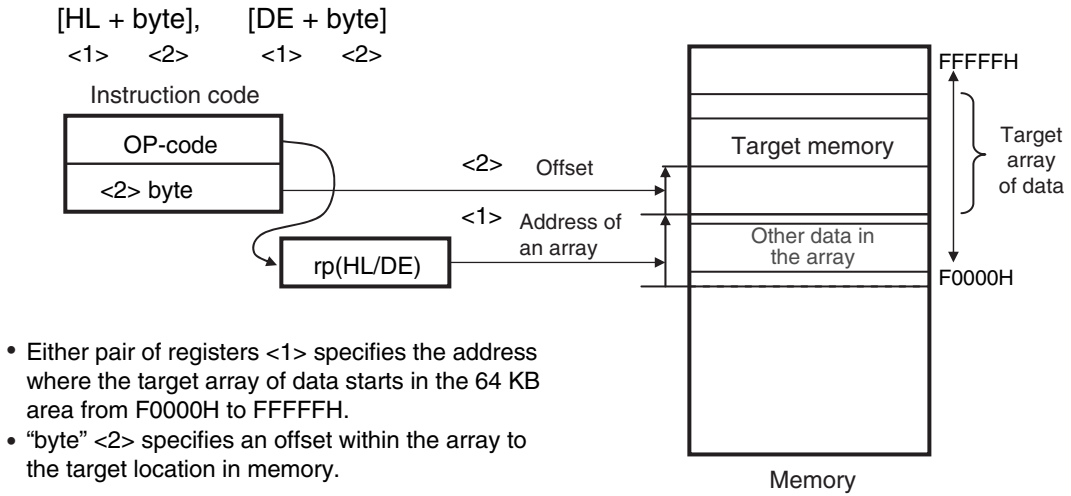 [HL + byte], [DE + byte]
<1> <2> <1> <2>
Instruction code
OP-code
<2> byte
<2> Offset
<1> Address of
an array
rp(HL/DE)
FFFFFH
Target memory
Target
array
of data
Other data in
the array
F0000H
Memory
• Either pair of registers <1> specifies the address
where the target array of data starts in the 64 KB
area from F0000H to FFFFFH.
• “byte” <2> specifies an offset within the array to
the target location in memory.